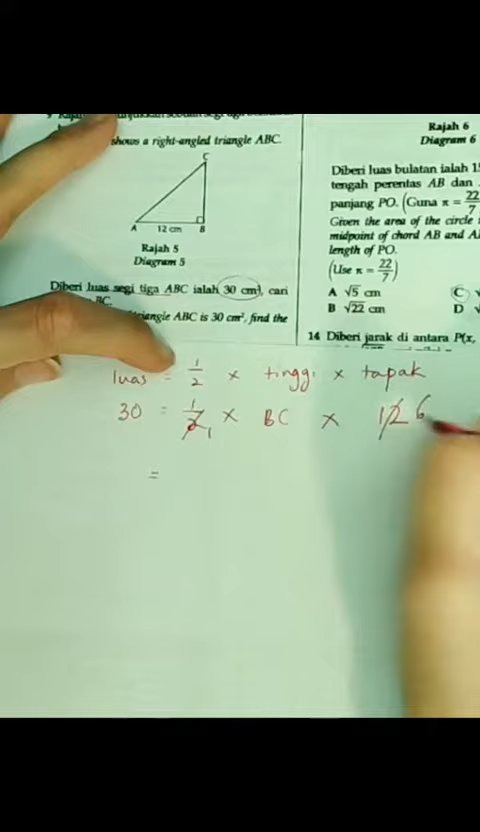 shows a right-angled triangle ABC.
C
A 12 cm B
Rajah 5
Diagram 5
Diberi luas segi tiga ABC ialah 30 cm², cari
BC.
triangle ABC is 30 cm², find the
Rajah 6
Diagram 6
Diberi luas bulatan ialah
tengah perentas AB dan
panjang PO. (Guna π = 22/7
Given the area of the circle
midpoint of chord AB and
length of PO.
(Use π = 22/7)
A √5 cm C
B √22 cm D
14 Diberi jarak di antara P(x,
luas = 1/2 × tinggi × tapak
30 = 1/2 1 × BC × 12 6
=